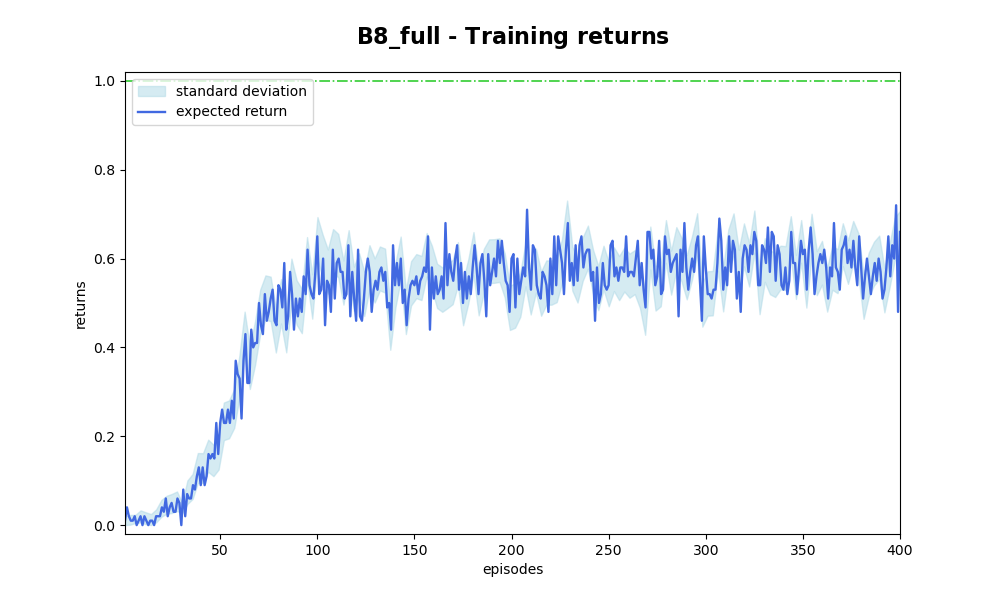 B8_full - Training returns
standard deviation
expected return
returns
1.0
0.8
0.6
0.4
0.2
0.0
50
100
150
200
250
300
350
400
episodes